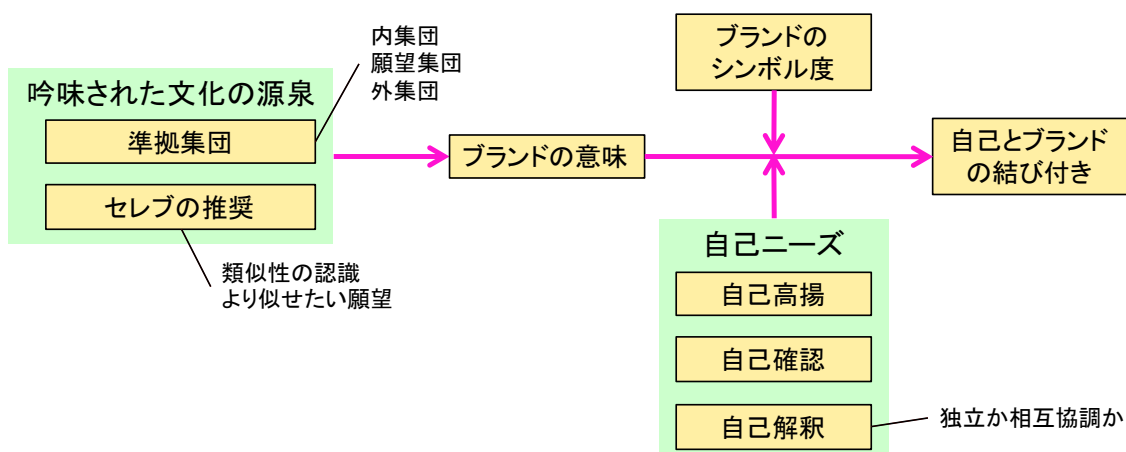 内集団
願望集団
外集団
吟味された文化の源泉
準拠集団
セレブの推奨
類似性の認識
より似せたい願望
ブランドの意味
ブランドの
シンボル度
自己とブランド
の結び付き
自己ニーズ
自己高揚
自己確認
自己解釈
独立か相互協調か